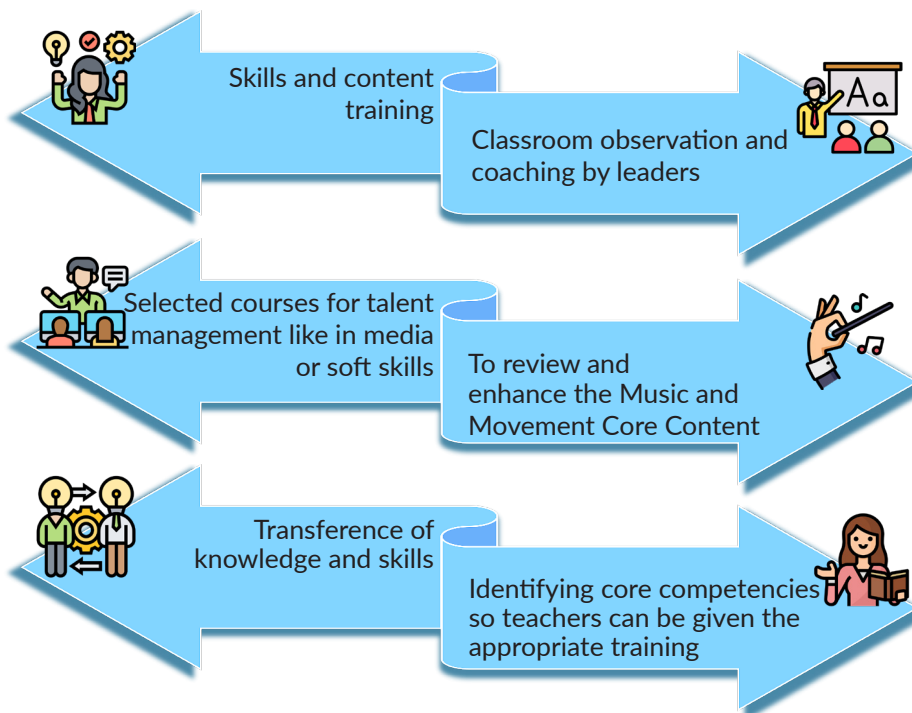 Skills and content
training
Aa
Classroom observation and
coaching by leaders
Selected courses for talent
management like in media
or soft skills
To review and
enhance the Music and
Movement Core Content
Transference of
knowledge and skills
Identifying core competencies
so teachers can be given the
appropriate training